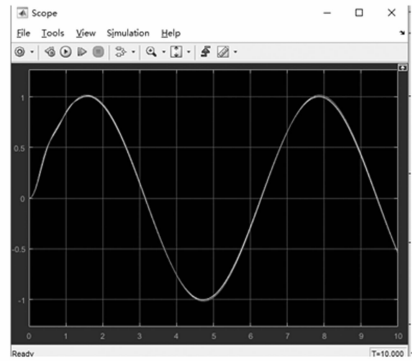 Scope
File Tools View Simulation Help
1
0.5
0
-0.5
-1
0 1 2 3 4 5 6 7 8 9 10
Ready T=10.000